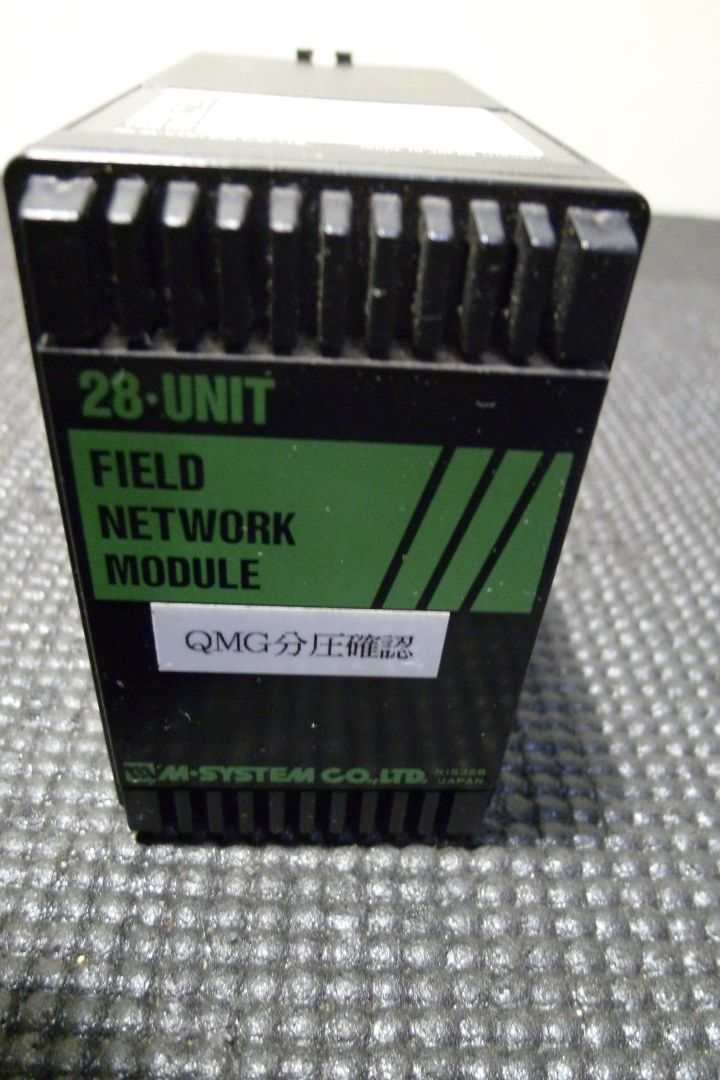 28·UNIT
FIELD
NETWORK
MODULE
QMG分圧確認
M·SYSTEM CO.,LTD.
JAPAN